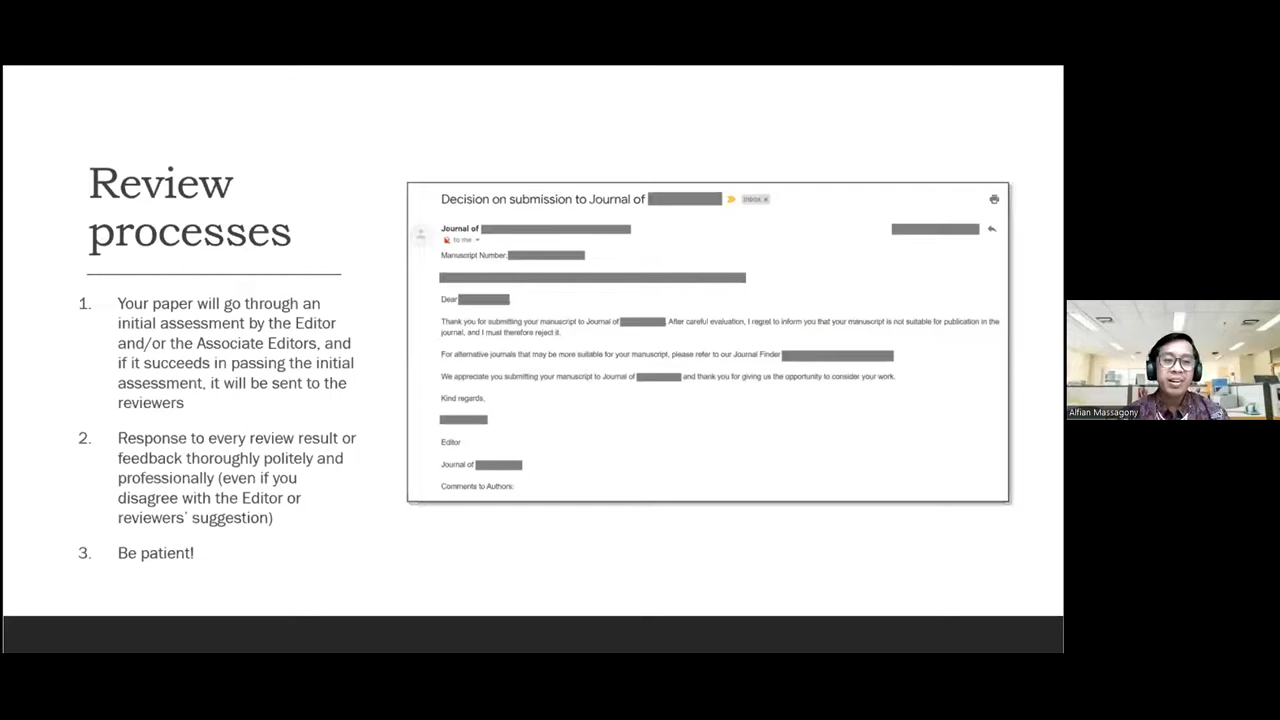 Review
processes
1. Your paper will go through an
initial assessment by the Editor
and/or the Associate Editors, and
if it succeeds in passing the initial
assessment, it will be sent to the
reviewers
2. Response to every review result or
feedback thoroughly politely and
professionally (even if you
disagree with the Editor or
reviewers' suggestion)
3. Be patient!
Decision on submission to Journal of
Inbox x
Journal of
to me
Manuscript Number:
Dear
Thank you for submitting your manuscript to Journal of . After careful evaluation, I regret to inform you that your manuscript is not suitable for publication in the
journal, and I must therefore reject it.
For alternative journals that may be more suitable for your manuscript, please refer to our Journal Finder
We appreciate you submitting your manuscript to Journal of and thank you for giving us the opportunity to consider your work.
Kind regards,
Editor
Journal of
Comments to Authors:
Alfian Massagony